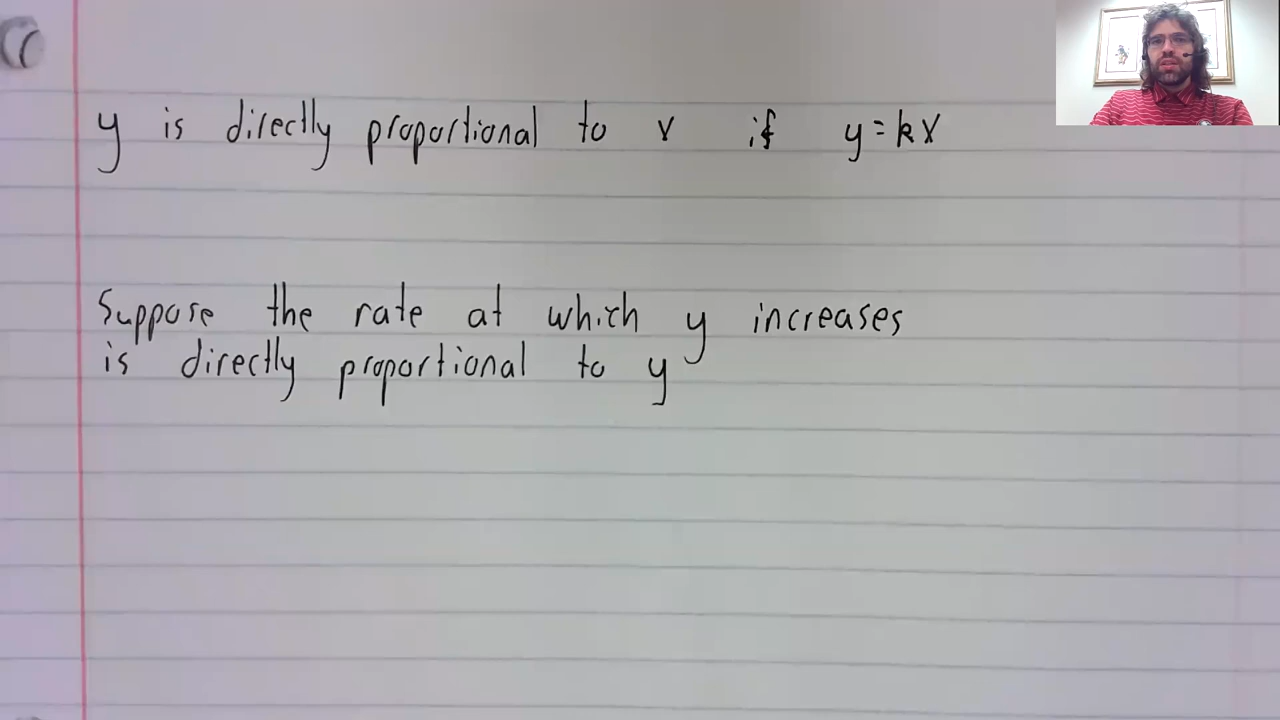 y is directly proportional to x if y=kx
Suppose the rate at which y increases
is directly proportional to y